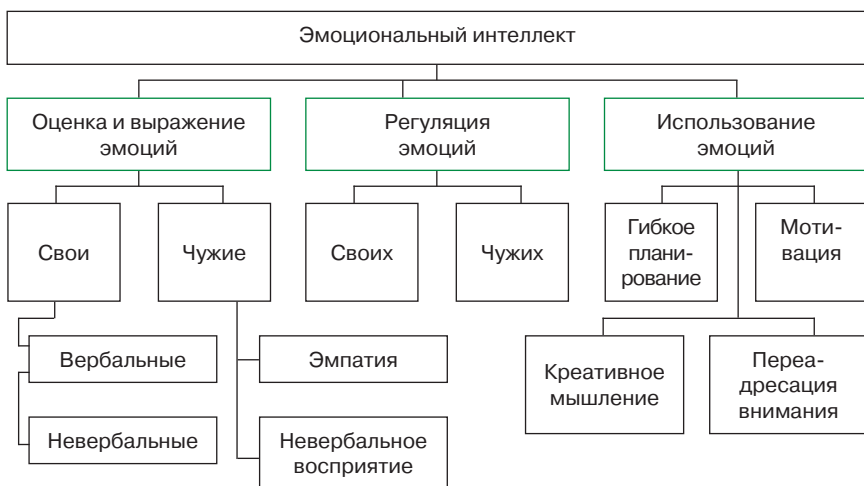 Эмоциональный интеллект
Оценка и выражение
эмоций
Регуляция
эмоций
Использование
эмоций
Свои
Чужие
Своих
Чужих
Гибкое
плани-
рование
Моти-
вация
Вербальные
Эмпатия
Креативное
мышление
Переа-
дресация
внимания
Невербальные
Невербальное
восприятие